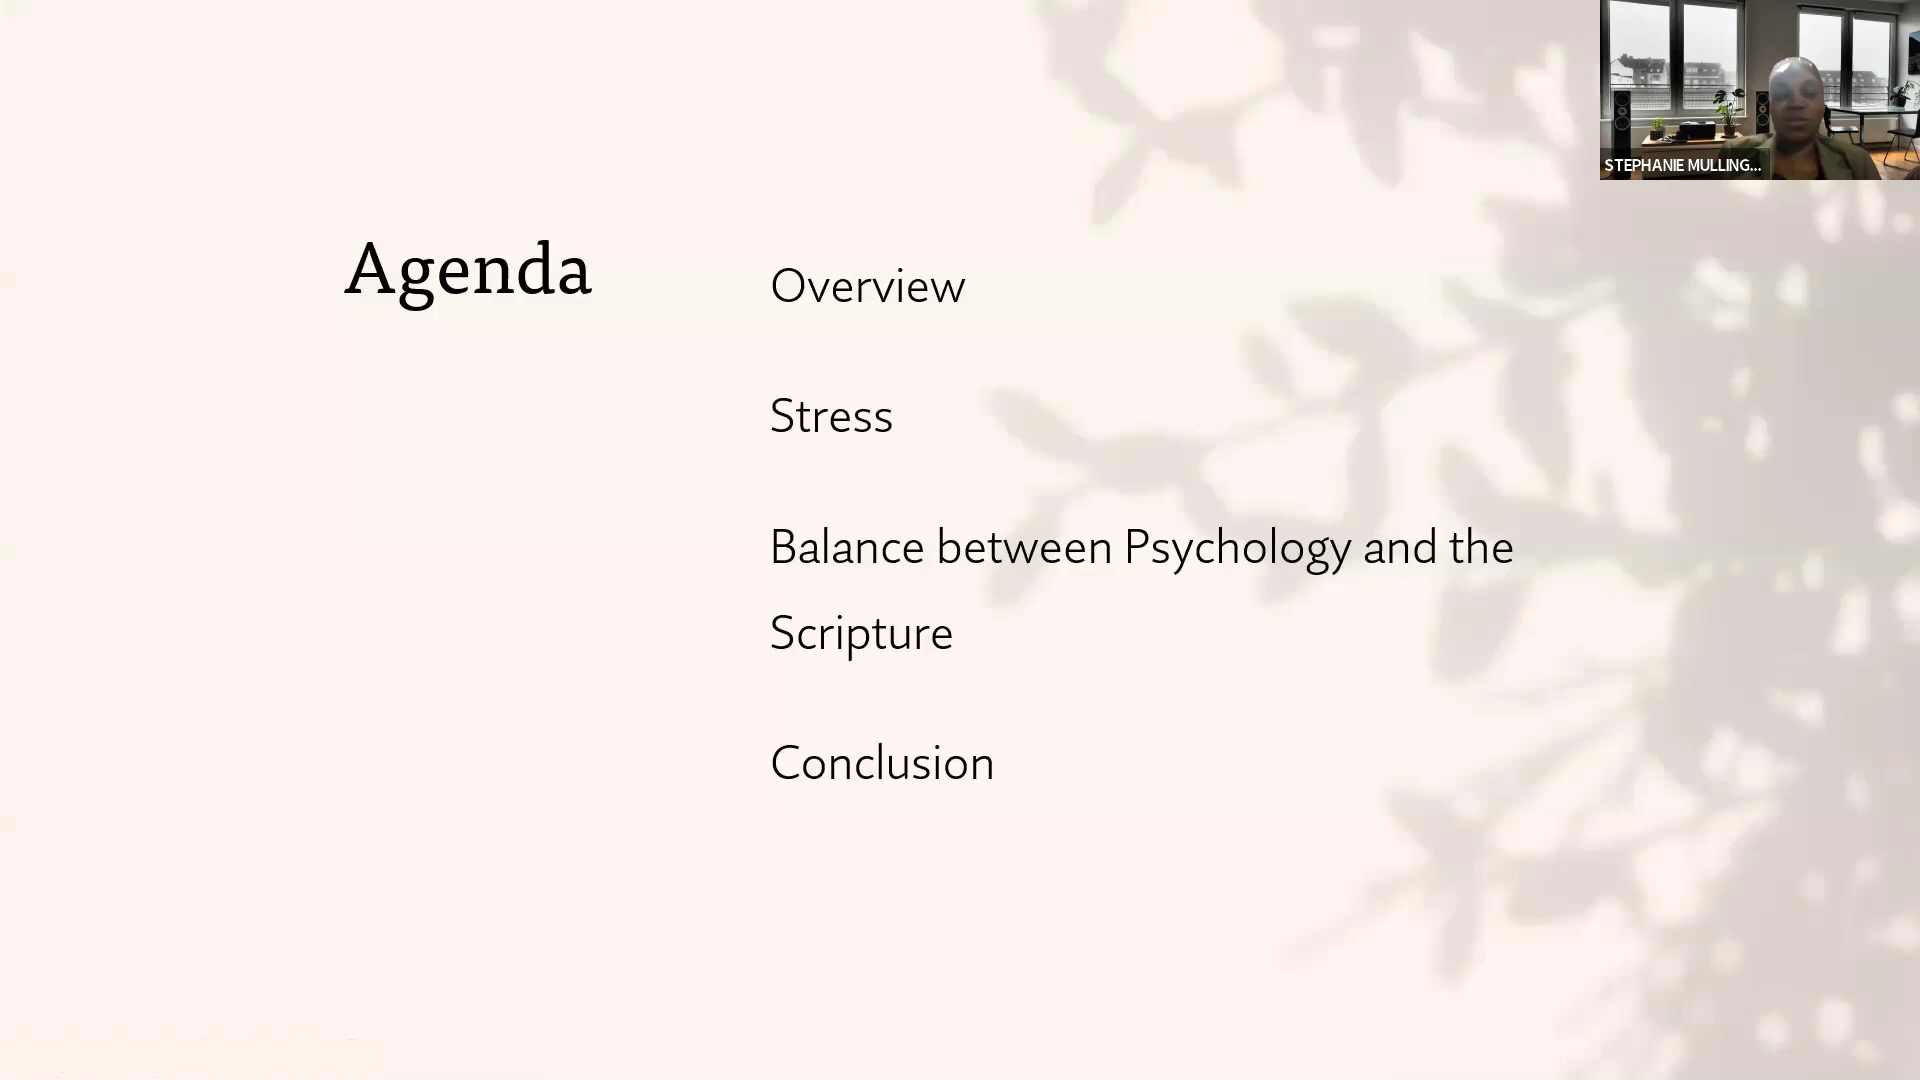 STEPHANIE MULLING...
Agenda
Overview
Stress
Balance between Psychology and the
Scripture
Conclusion